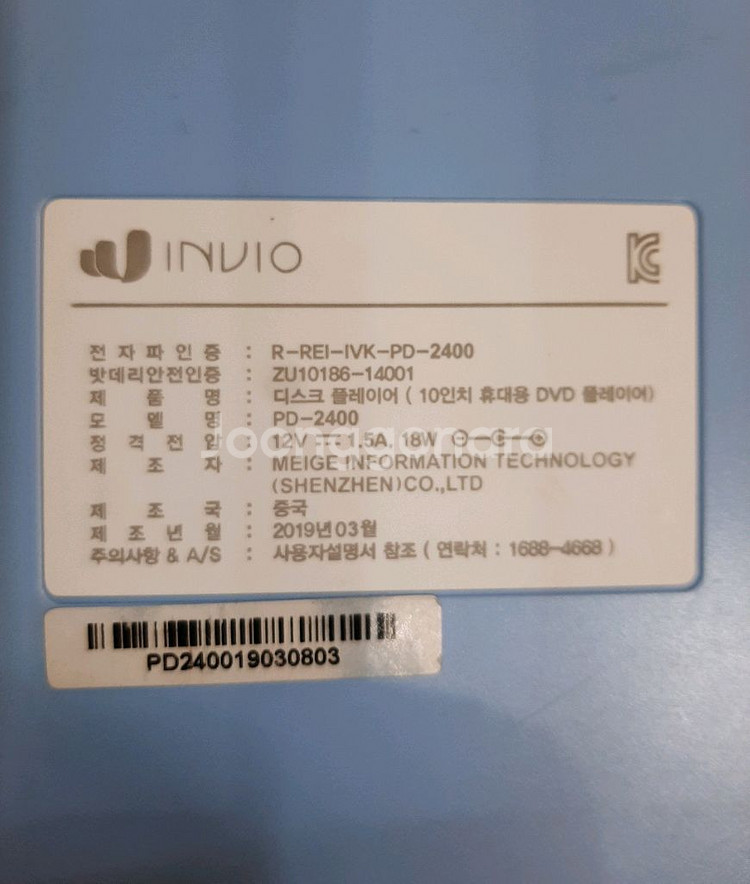 INVIO
전자파인증 : R-REI-IVK-PD-2400
밧데리안전인증 : ZU10186-14001
제품명 : 디스크 플레이어 ( 10인치 휴대용 DVD 플레이어)
모델명 : PD-2400
정격전압 : 12V 1.5A, 18W
제조자 : MEIGE INFORMATION TECHNOLOGY
(SHENZHEN)CO.,LTD
제조국 : 중국
제조년월 : 2019년 03월
주의사항 & A/S : 사용자설명서 참조 ( 연락처 : 1688-4668 )
Joonggonara
PD240019030803